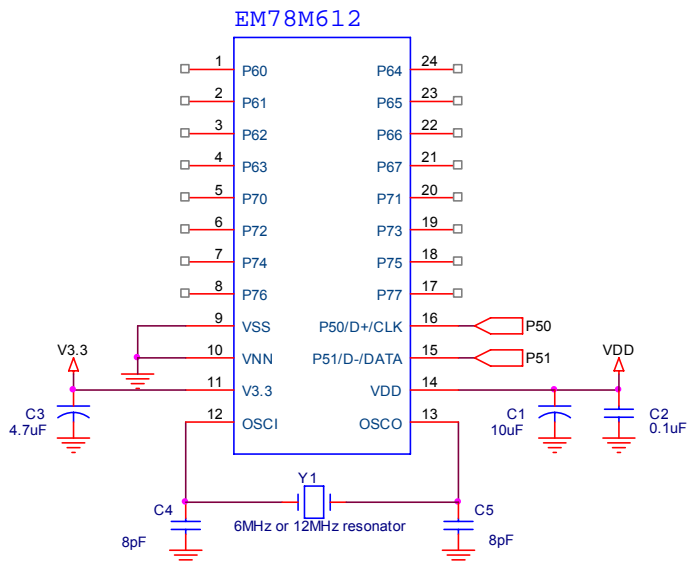 EM78M612
1 P60 P64 24
2 P61 P65 23
3 P62 P66 22
4 P63 P67 21
5 P70 P71 20
6 P72 P73 19
7 P74 P75 18
8 P76 P77 17
9 VSS P50/D+/CLK 16 P50
10 VNN P51/D-/DATA 15 P51
V3.3 VDD
11 V3.3 VDD 14
12 OSCI OSCO 13
C3
4.7uF
C1
10uF
C2
0.1uF
Y1
6MHz or 12MHz resonator
C4
8pF
C5
8pF